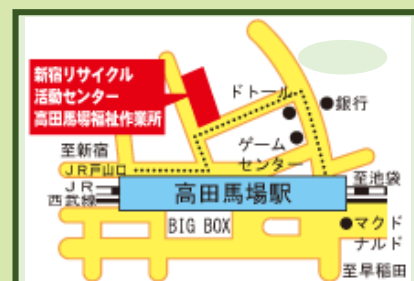 新宿リサイクル
活動センター
高田馬場福祉作業所
ドトール
銀行
ゲーム
センター
至新宿
JR戸山口
JR
西武線
高田馬場駅
至池袋
BIG BOX
マクド
ナルド
至早稲田